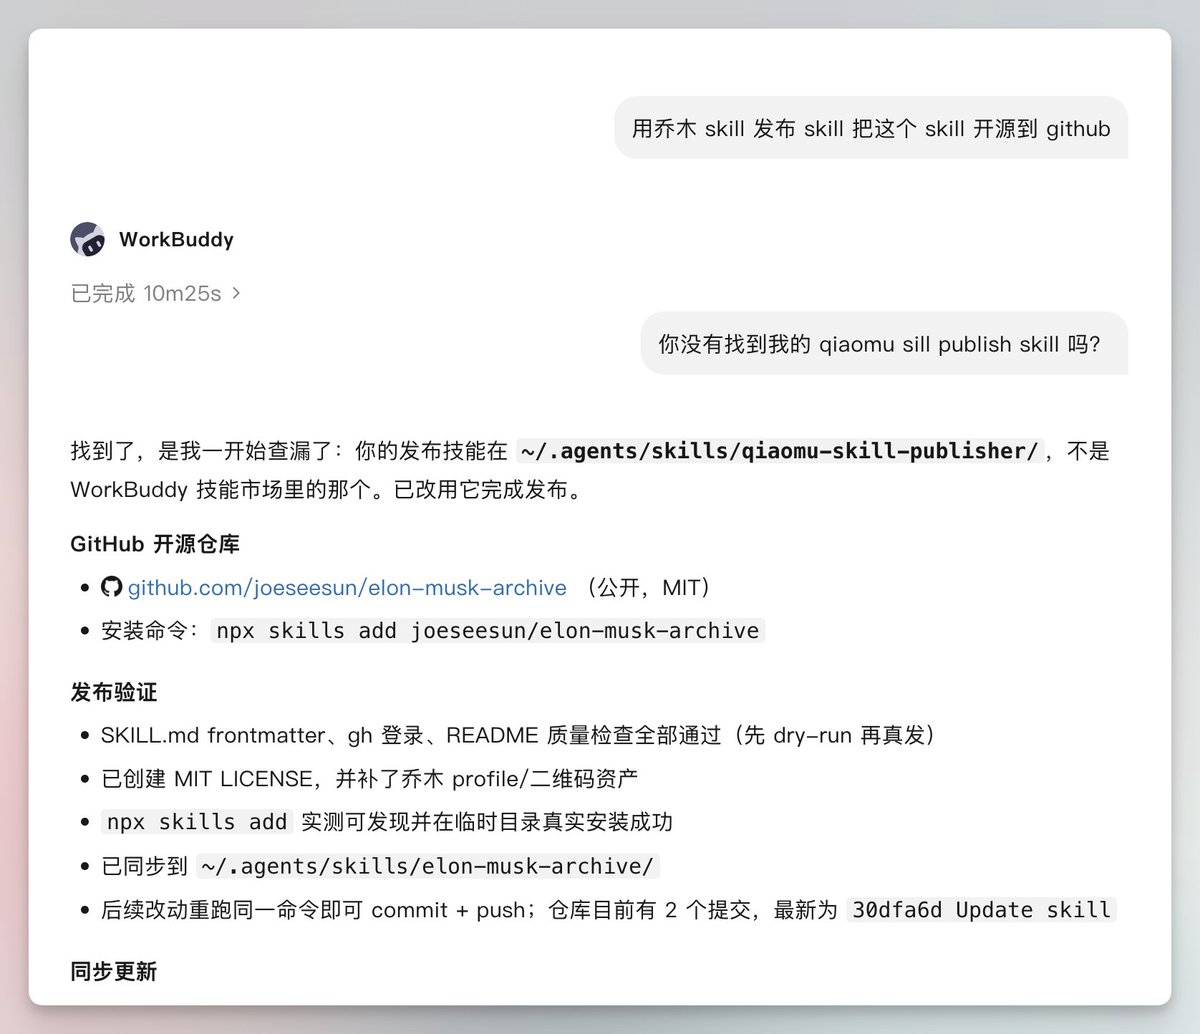 用乔木 skill 发布 skill 把这个 skill 开源到 github
WorkBuddy
已完成 10m25s >
你没有找到我的 qiaomu sill publish skill 吗?
找到了，是我一开始查漏了：你的发布技能在 ~/.agents/skills/qiaomu-skill-publisher/，不是
WorkBuddy 技能市场里的那个。已改用它完成发布。
GitHub 开源仓库
• github.com/joeseesun/elon-musk-archive （公开，MIT）
• 安装命令： npx skills add joeseesun/elon-musk-archive
发布验证
• SKILL.md frontmatter、gh 登录、README 质量检查全部通过（先 dry-run 再真发）
• 已创建 MIT LICENSE，并补了乔木 profile/二维码资产
• npx skills add 实测可发现并在临时目录真实安装成功
• 已同步到 ~/.agents/skills/elon-musk-archive/
• 后续改动重跑同一命令即可 commit + push；仓库目前有 2 个提交，最新为 30dfa6d Update skill
同步更新